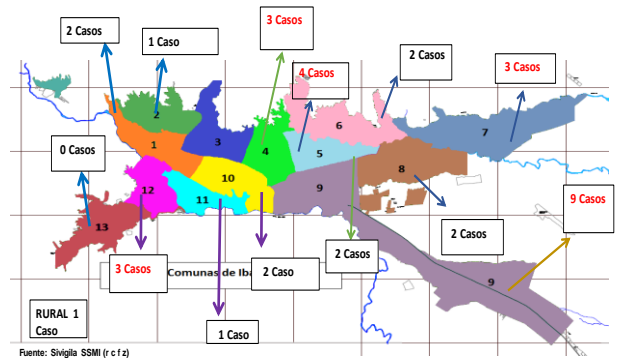 2 Casos
1 Caso
3 Casos
4 Casos
2 Casos
3 Casos
2
3
6
7
1
4
5
0 Casos
8
10
12
9
11
9 Casos
13
2 Casos
2 Casos
3 Casos
Comunas de Iba
2 Caso
9
RURAL 1
Caso
1 Caso
Fuente: Sivigila SSMI (r c f z)